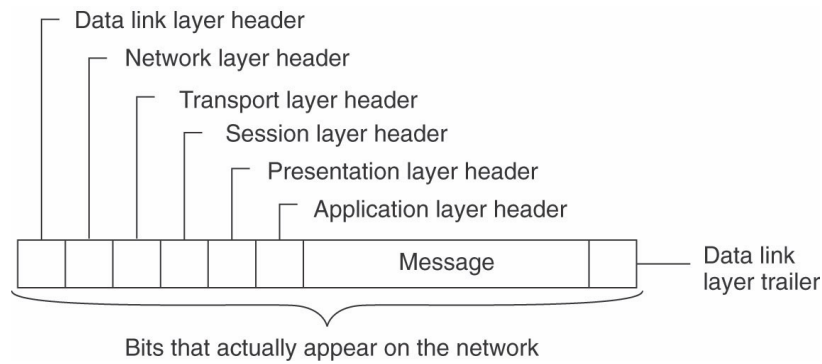 Data link layer header
Network layer header
Transport layer header
Session layer header
Presentation layer header
Application layer header
Message
Data link
layer trailer
Bits that actually appear on the network